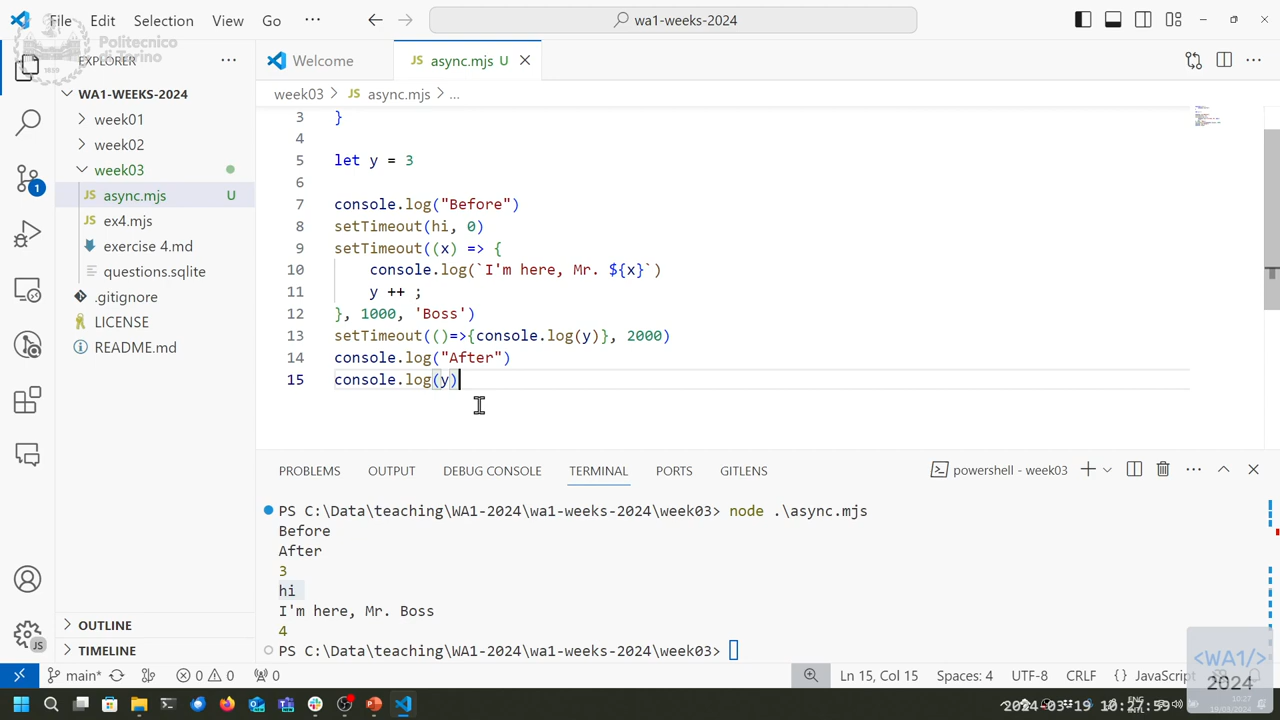 File Edit Selection View Go ··· wa1-weeks-2024
Politecnico
di Torino
EXPLORER ···
Welcome
JS async.mjs U
WA1-WEEKS-2024
week01
week02
week03
JS async.mjs U
JS ex4.mjs
exercise 4.md
questions.sqlite
.gitignore
LICENSE
README.md
OUTLINE
TIMELINE
week03 > JS async.mjs > ...
3 }
4
5 let y = 3
6
7 console.log("Before")
8 setTimeout(hi, 0)
9 setTimeout((x) => {
10 console.log(`I'm here, Mr. ${x}`)
11 y ++ ;
12 }, 1000, 'Boss')
13 setTimeout(()=>{console.log(y)}, 2000)
14 console.log("After")
15 console.log(y)
PROBLEMS OUTPUT DEBUG CONSOLE TERMINAL PORTS GITLENS powershell - week03
PS C:\Data\teaching\WA1-2024\wa1-weeks-2024\week03> node .\async.mjs
Before
After
3
hi
I'm here, Mr. Boss
4
PS C:\Data\teaching\WA1-2024\wa1-weeks-2024\week03>
main* 0 0 0 Ln 15, Col 15 Spaces: 4 UTF-8 CRLF {} JavaScript
<WA1/>
2024
2024-03-19 10:27:53